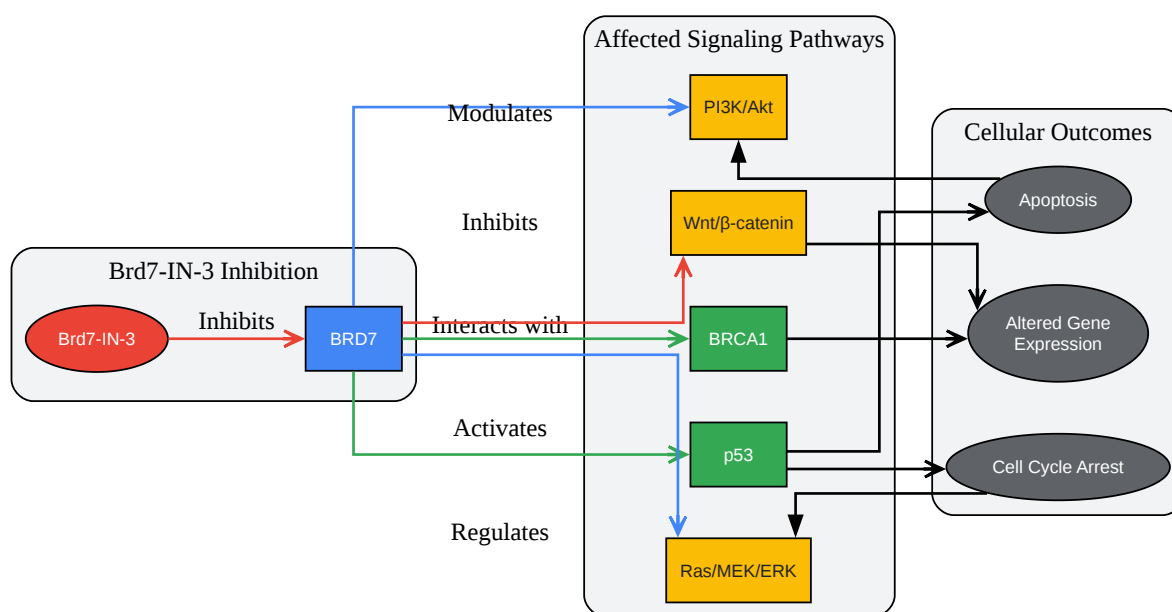 Affected Signaling Pathways
PI3K/Akt
Modulates
Cellular Outcomes
Apoptosis
Inhibits
Wnt/β-catenin
Brd7-IN-3 Inhibition
Brd7-IN-3
Inhibits
BRD7
Interacts with
BRCA1
Altered Gene
Expression
Activates
p53
Cell Cycle Arrest
Regulates
Ras/MEK/ERK